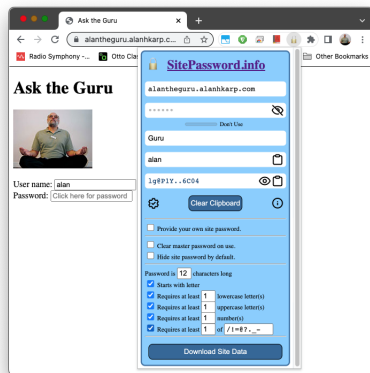 Ask the Guru
alantheguru.alanhkarp.c...
Radio Symphony -...
Otto Cla
Other Bookmarks
Ask the Guru
User name: alan
Password: Click here for password
SitePassword.info
alantheguru.alanhkarp.com
Don't Use
Guru
alan
lg@PlY..6C04
Clear Clipboard
Provide your own site password.
Clear master password on use.
Hide site password by default.
Password is 12 characters long
Starts with letter
Requires at least 1 lowercase letter(s)
Requires at least 1 uppercase letter(s)
Requires at least 1 number(s)
Requires at least 1 of /!=@?._-
Download Site Data